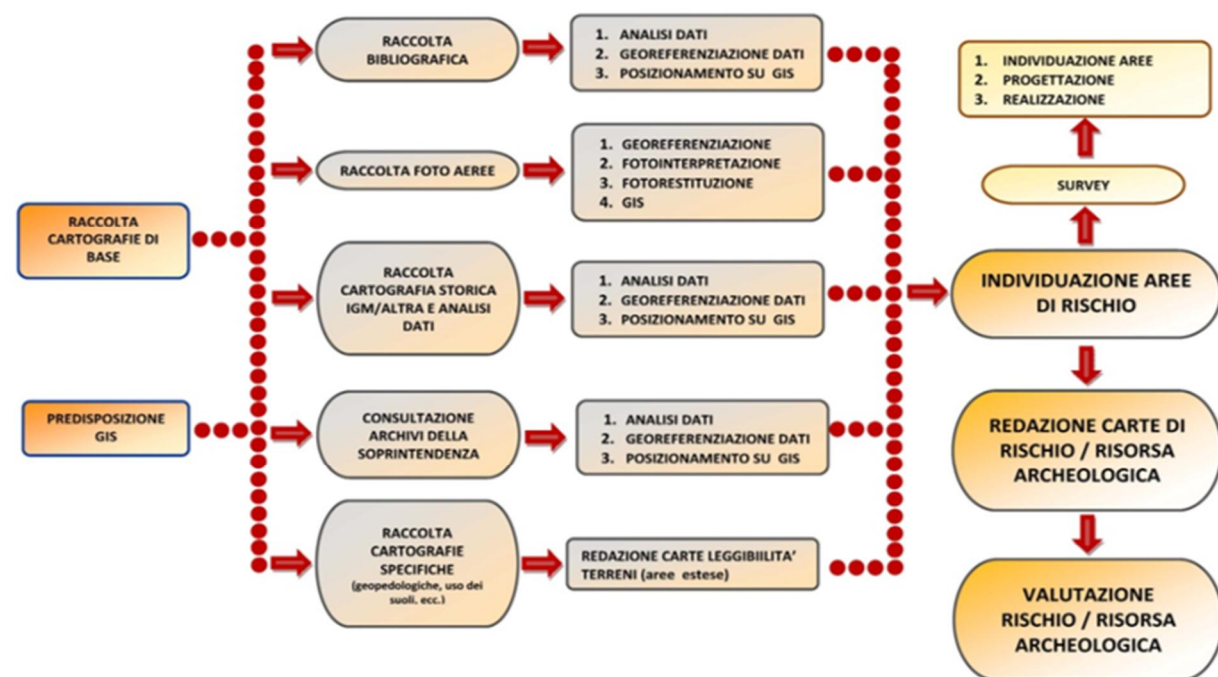 RACCOLTA
CARTOGRAFIE DI
BASE
PREDISPOSIZIONE
GIS
RACCOLTA
BIBLIOGRAFICA
1. ANALISI DATI
2. GEOREFERENZIAZIONE DATI
3. POSIZIONAMENTO SU GIS
RACCOLTA FOTO AEREE
1. GEOREFERENZIAZIONE
2. FOTOINTERPRETAZIONE
3. FOTORESTITUZIONE
4. GIS
RACCOLTA
CARTOGRAFIA STORICA
IGM/ALTRA E ANALISI
DATI
1. ANALISI DATI
2. GEOREFERENZIAZIONE DATI
3. POSIZIONAMENTO SU GIS
CONSULTAZIONE
ARCHIVI DELLA
SOPRINTENDENZA
1. ANALISI DATI
2. GEOREFERENZIAZIONE DATI
3. POSIZIONAMENTO SU GIS
RACCOLTA
CARTOGRAFIE
SPECIFICHE
(geopedologiche, uso dei
suoli, ecc.)
REDAZIONE CARTE LEGGIBIILITA'
TERRENI (aree estese)
1. INDIVIDUAZIONE AREE
2. PROGETTAZIONE
3. REALIZZAZIONE
SURVEY
INDIVIDUAZIONE AREE
DI RISCHIO
REDAZIONE CARTE DI
RISCHIO / RISORSA
ARCHEOLOGICA
VALUTAZIONE
RISCHIO / RISORSA
ARCHEOLOGICA